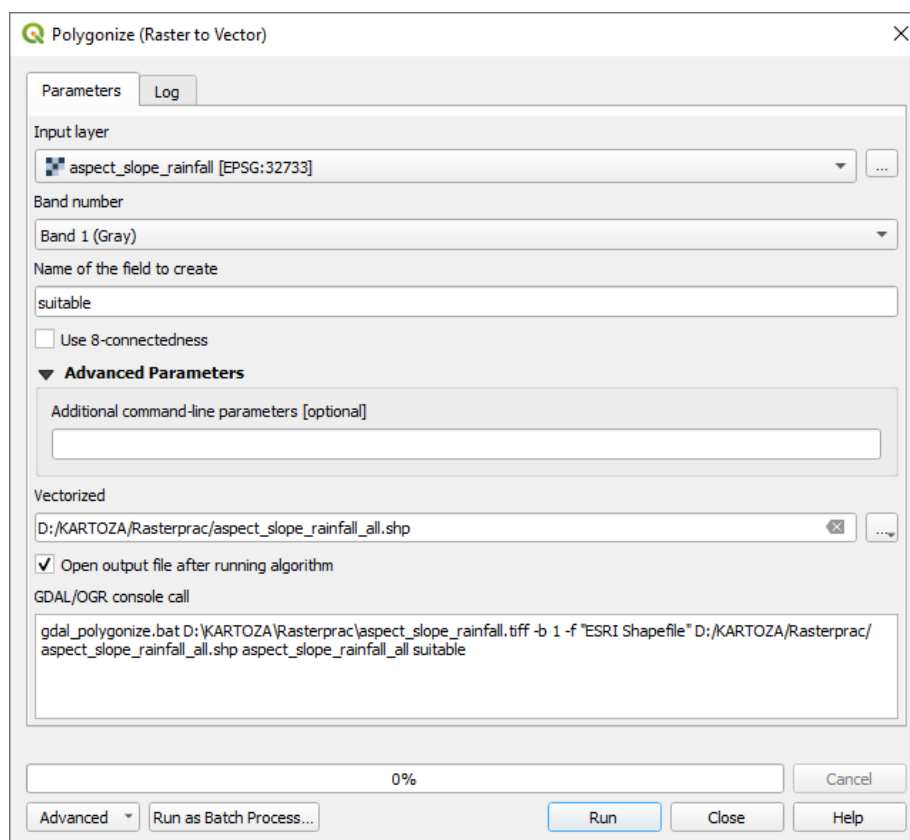 Polygonize (Raster to Vector)
Parameters
Log
Input layer
aspect_slope_rainfall [EPSG:32733]
...
Band number
Band 1 (Gray)
Name of the field to create
suitable
Use 8-connectedness
Advanced Parameters
Additional command-line parameters [optional]
Vectorized
D:/KARTOZA/Rasterprac/aspect_slope_rainfall_all.shp
...
Open output file after running algorithm
GDAL/OGR console call
gdal_polygonize.bat D:\KARTOZA\Rasterprac\aspect_slope_rainfall.tiff -b 1 -f "ESRI Shapefile" D:/KARTOZA/Rasterprac/
aspect_slope_rainfall_all.shp aspect_slope_rainfall_all suitable
0%
Cancel
Advanced
Run as Batch Process...
Run
Close
Help